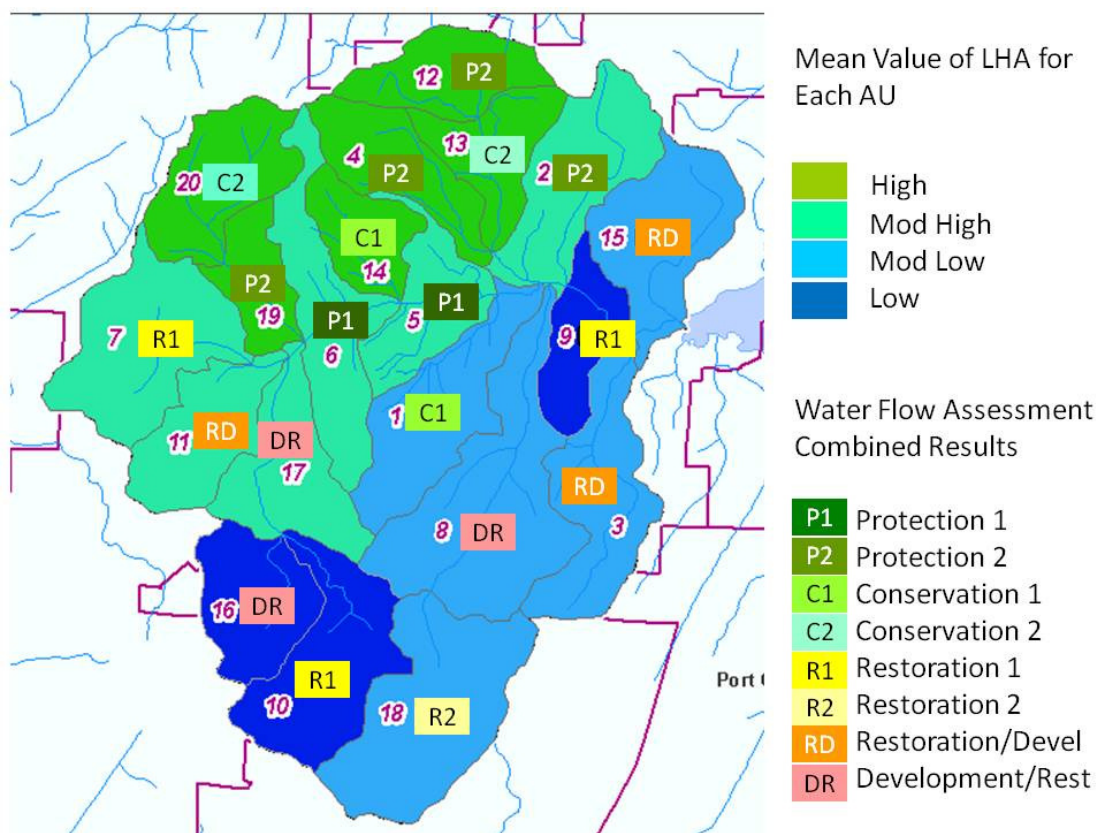 12 P2
4 P2
13 C2
2 P2
20 C2
14 C1
15 RD
19 P2
6 P1
5 P1
7 R1
9 R1
1 C1
11 RD
17 DR
8 DR
3 RD
16 DR
10 R1
18 R2
Port
Mean Value of LHA for
Each AU
High
Mod High
Mod Low
Low
Water Flow Assessment
Combined Results
P1 Protection 1
P2 Protection 2
C1 Conservation 1
C2 Conservation 2
R1 Restoration 1
R2 Restoration 2
RD Restoration/Devel
DR Development/Rest